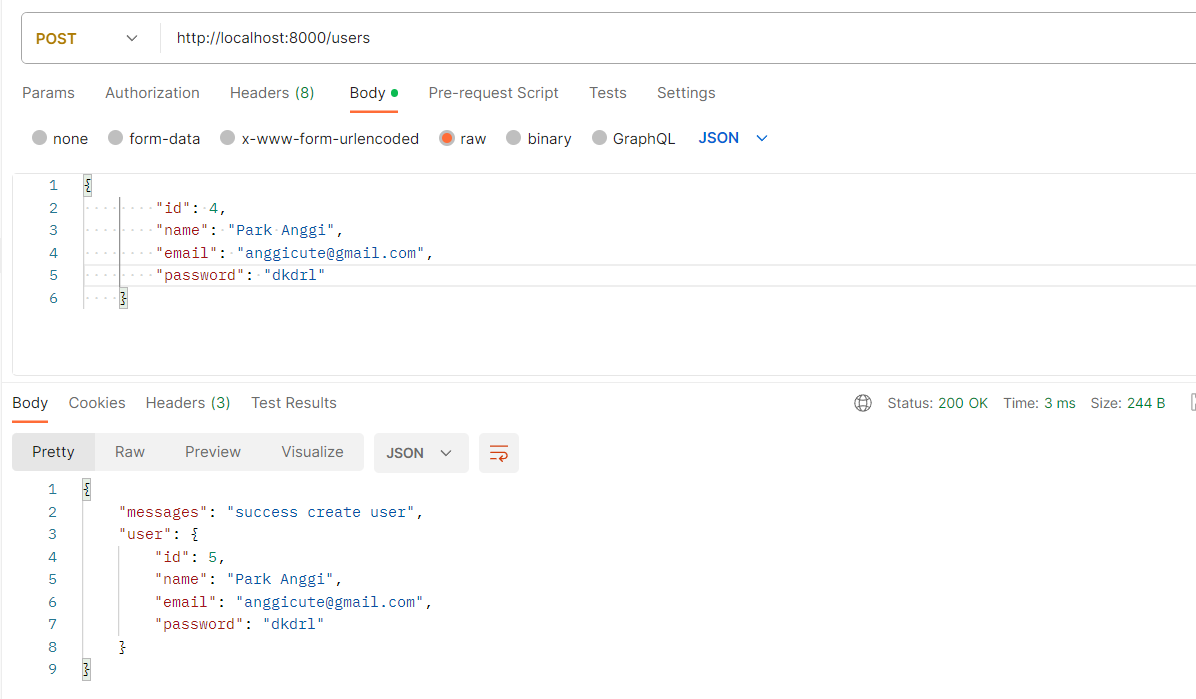 POST http://localhost:8000/users
Params Authorization Headers (8) Body Pre-request Script Tests Settings
none form-data x-www-form-urlencoded raw binary GraphQL JSON
1 {
2 "id": 4,
3 "name": "Park Anggi",
4 "email": "anggicute@gmail.com",
5 "password": "dkdrl"
6 }
Body Cookies Headers (3) Test Results Status: 200 OK Time: 3 ms Size: 244 B
Pretty Raw Preview Visualize JSON
1 {
2 "messages": "success create user",
3 "user": {
4 "id": 5,
5 "name": "Park Anggi",
6 "email": "anggicute@gmail.com",
7 "password": "dkdrl"
8 }
9 }